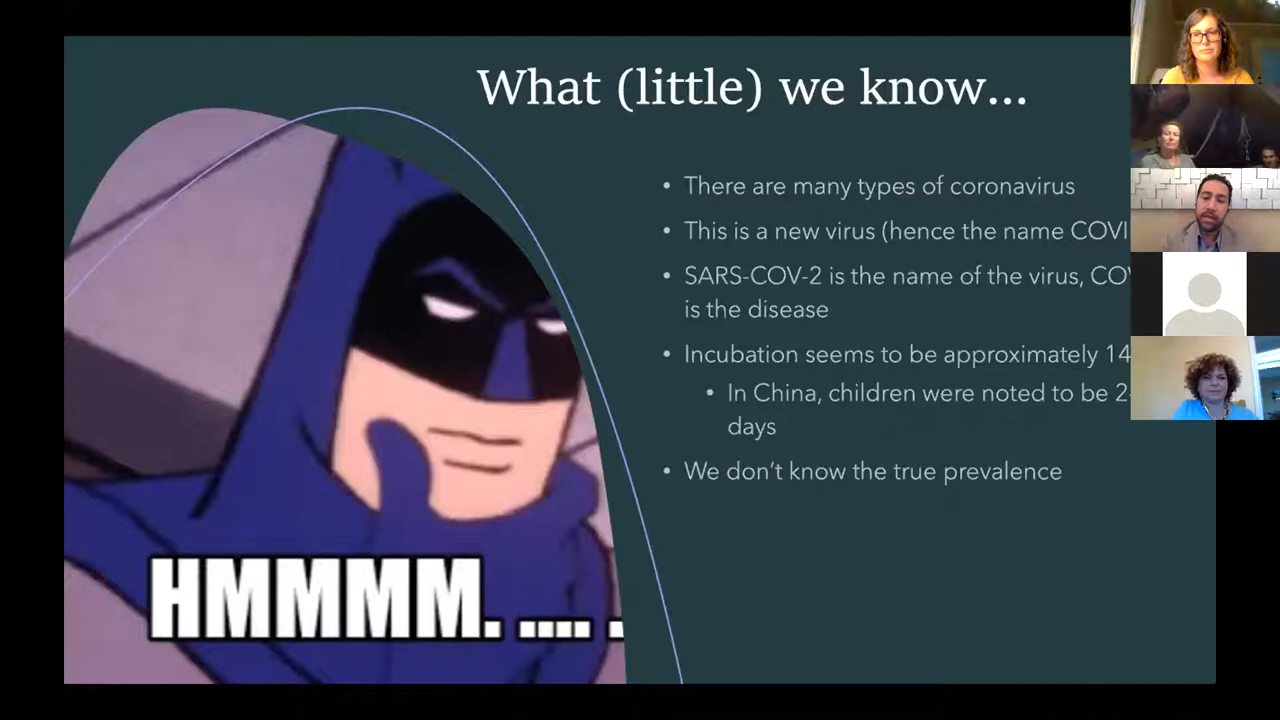 What (little) we know...
• There are many types of coronavirus
• This is a new virus (hence the name COVI
• SARS-COV-2 is the name of the virus, COV
is the disease
• Incubation seems to be approximately 14
• In China, children were noted to be 2-
days
• We don't know the true prevalence
HMMMM. .... .